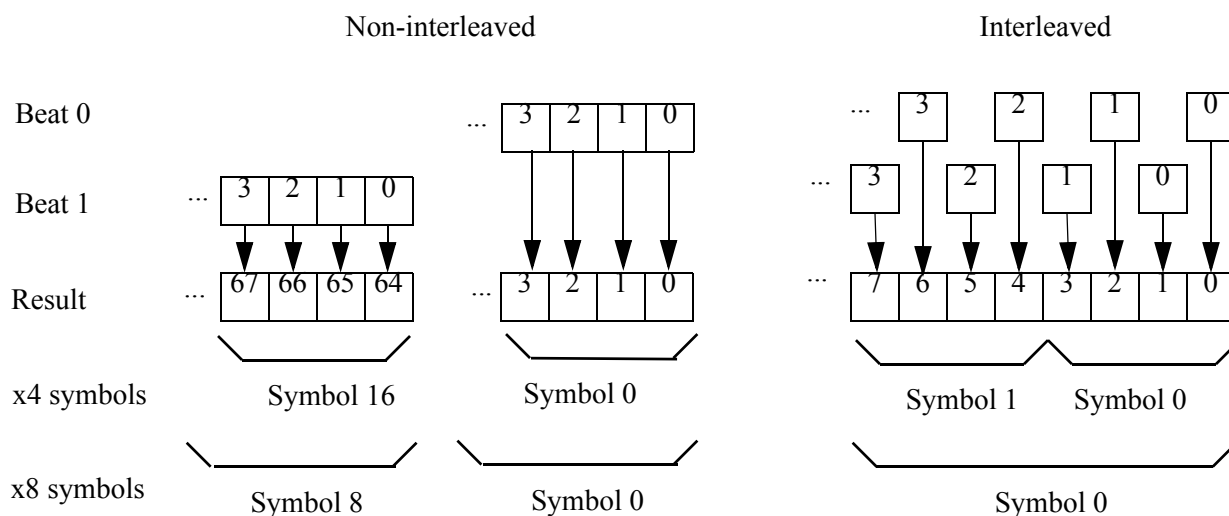 Non-interleaved Interleaved
Beat 0 ... 3 2 1 0 ... 3 2 1 0
Beat 1 ... 3 2 1 0 ... 3 2 1 0
Result ... 67 66 65 64 ... 3 2 1 0 ... 7 6 5 4 3 2 1 0
x4 symbols Symbol 16 Symbol 0 Symbol 1 Symbol 0
x8 symbols Symbol 8 Symbol 0 Symbol 0